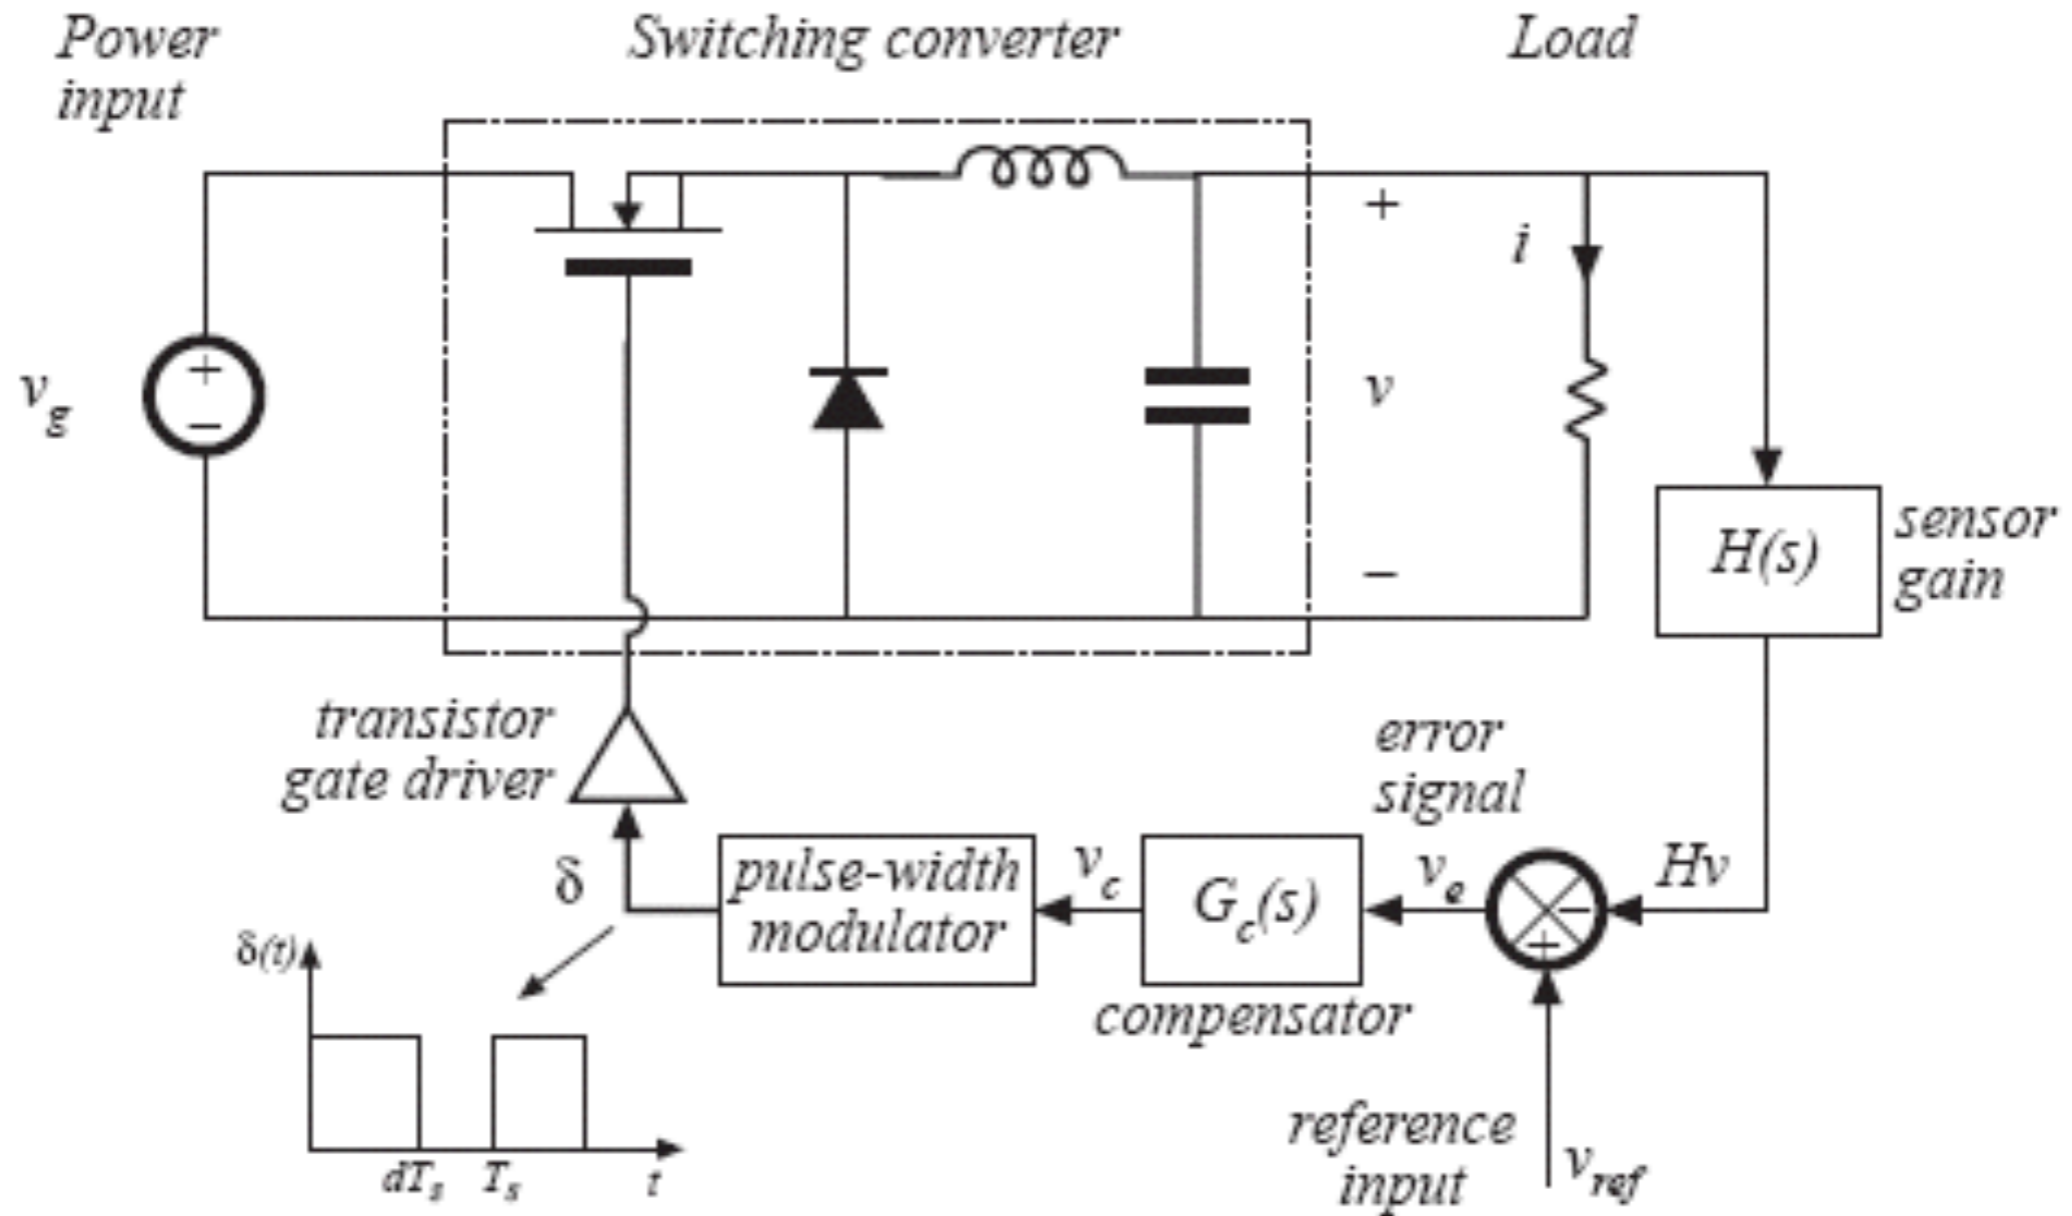 Power
input
Switching converter
Load
+
i
v_g
+
−
v
−
H(s)
sensor
gain
transistor
gate driver
error
signal
δ
pulse-width
modulator
v_c
G_c(s)
v_e
−
+
Hv
compensator
δ(t)
dT_s
T_s
t
reference
input
v_ref